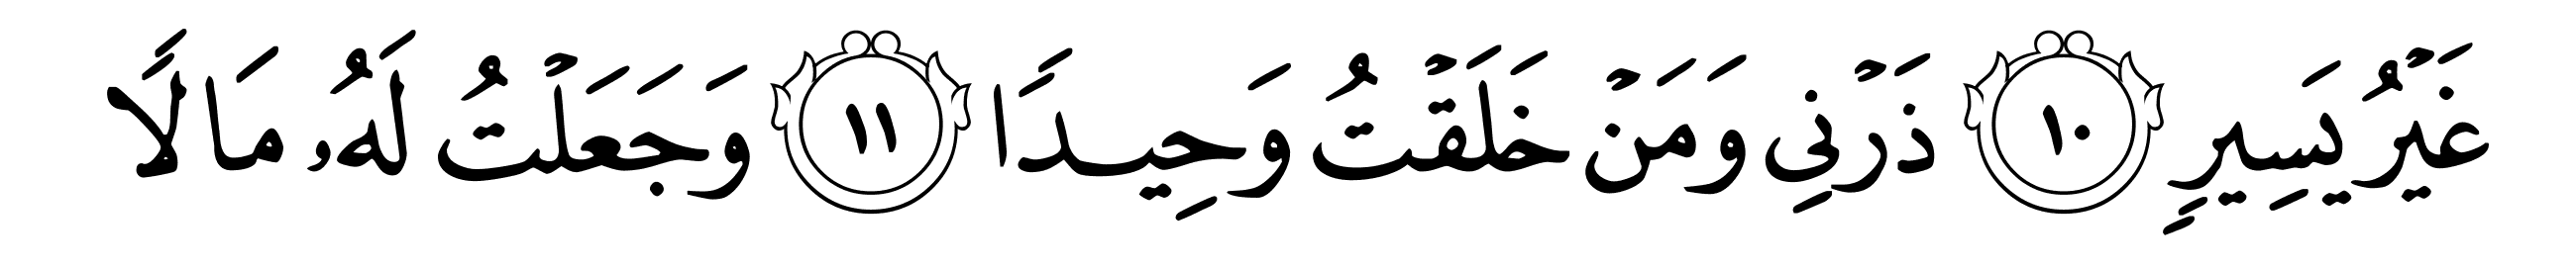 غَيْرُ يَسِيرٍ ١٠ ذَرْنِي وَمَنْ خَلَقْتُ وَحِيدًا ١١ وَجَعَلْتُ لَهُۥ مَالًا